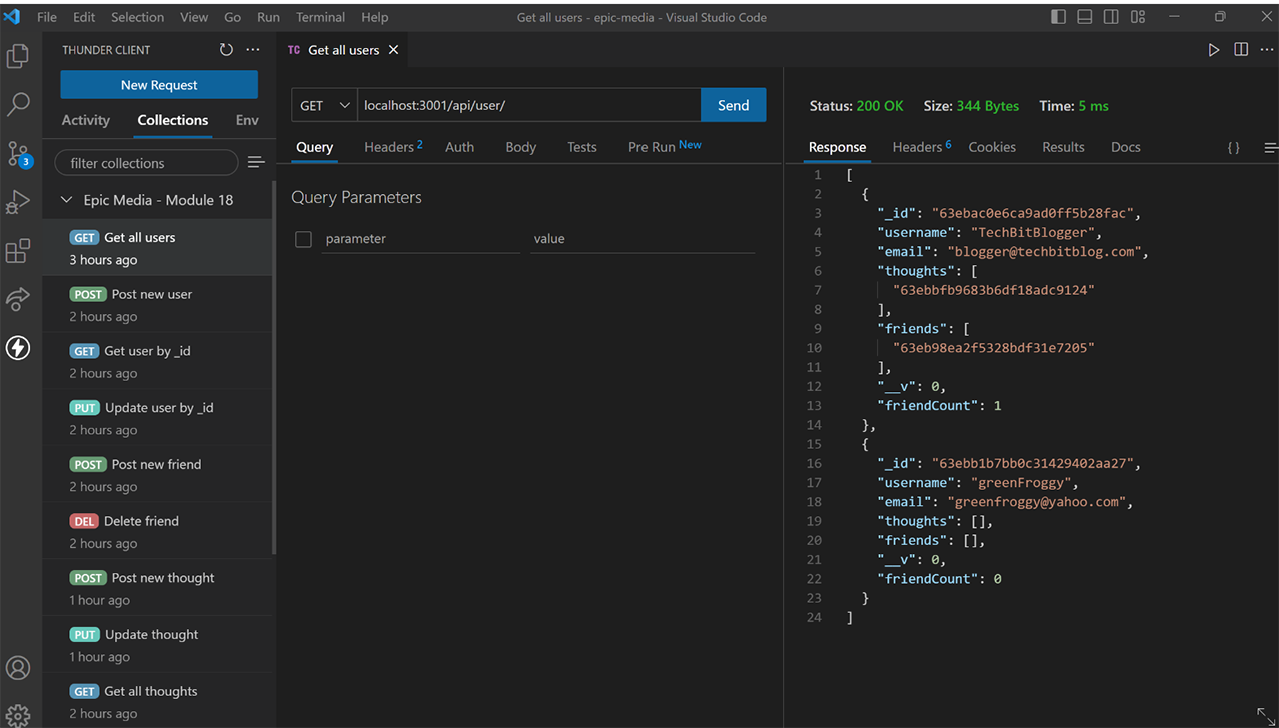 File Edit Selection View Go Run Terminal Help Get all users - epic-media - Visual Studio Code
THUNDER CLIENT
New Request
Activity Collections Env
filter collections
3
Epic Media - Module 18
GET Get all users
3 hours ago
POST Post new user
2 hours ago
GET Get user by _id
2 hours ago
PUT Update user by _id
2 hours ago
POST Post new friend
2 hours ago
DEL Delete friend
2 hours ago
POST Post new thought
1 hour ago
PUT Update thought
1 hour ago
GET Get all thoughts
2 hours ago
TC Get all users
GET localhost:3001/api/user/ Send
Query Headers 2 Auth Body Tests Pre Run New
Query Parameters
parameter value
Status: 200 OK Size: 344 Bytes Time: 5 ms
Response Headers 6 Cookies Results Docs { }
1 [
2 {
3 "_id": "63ebac0e6ca9ad0ff5b28fac",
4 "username": "TechBitBlogger",
5 "email": "blogger@techbitblog.com",
6 "thoughts": [
7 "63ebbfb9683b6df18adc9124"
8 ],
9 "friends": [
10 "63eb98ea2f5328bdf31e7205"
11 ],
12 "__v": 0,
13 "friendCount": 1
14 },
15 {
16 "_id": "63ebb1b7bb0c31429402aa27",
17 "username": "greenFroggy",
18 "email": "greenfroggy@yahoo.com",
19 "thoughts": [],
20 "friends": [],
21 "__v": 0,
22 "friendCount": 0
23 }
24 ]